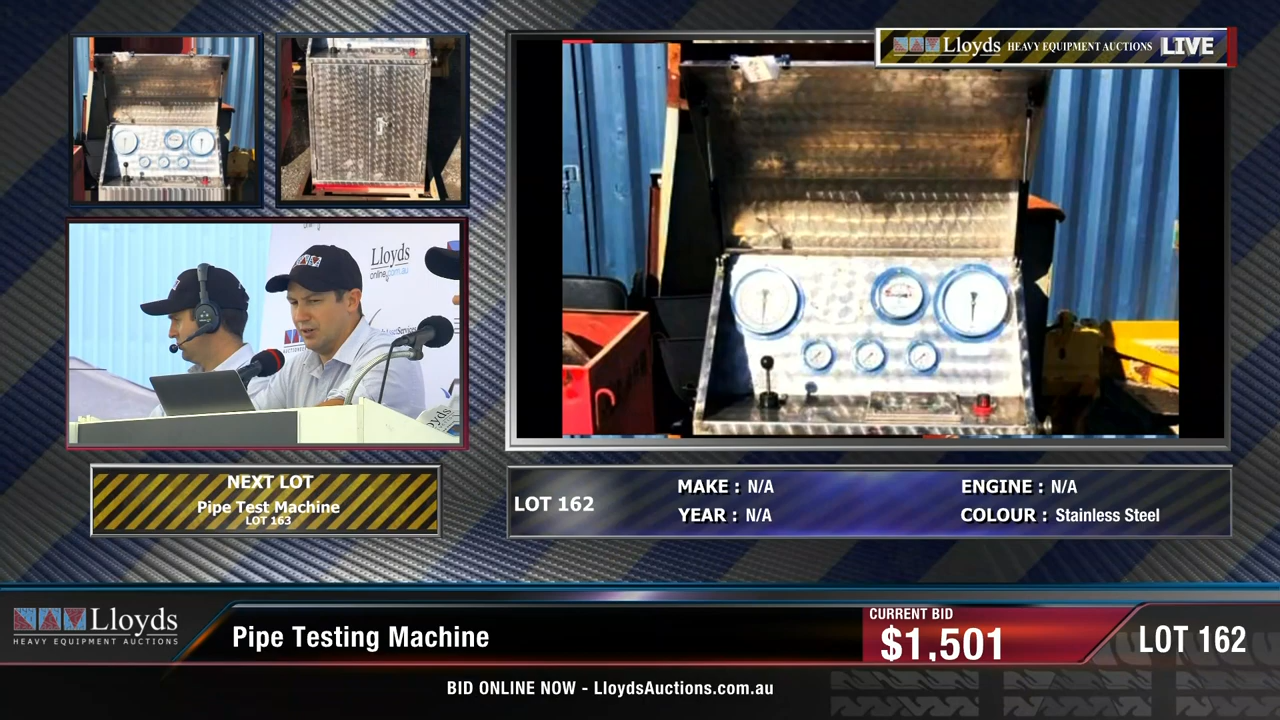 Lloyds HEAVY EQUIPMENT AUCTIONS LIVE
Lloyds
online.com.au
NEXT LOT
Pipe Test Machine
LOT 163
LOT 162
MAKE : N/A
YEAR : N/A
ENGINE : N/A
COLOUR : Stainless Steel
Lloyds
HEAVY EQUIPMENT AUCTIONS
Pipe Testing Machine
CURRENT BID
$1,501
LOT 162
BID ONLINE NOW - LloydsAuctions.com.au